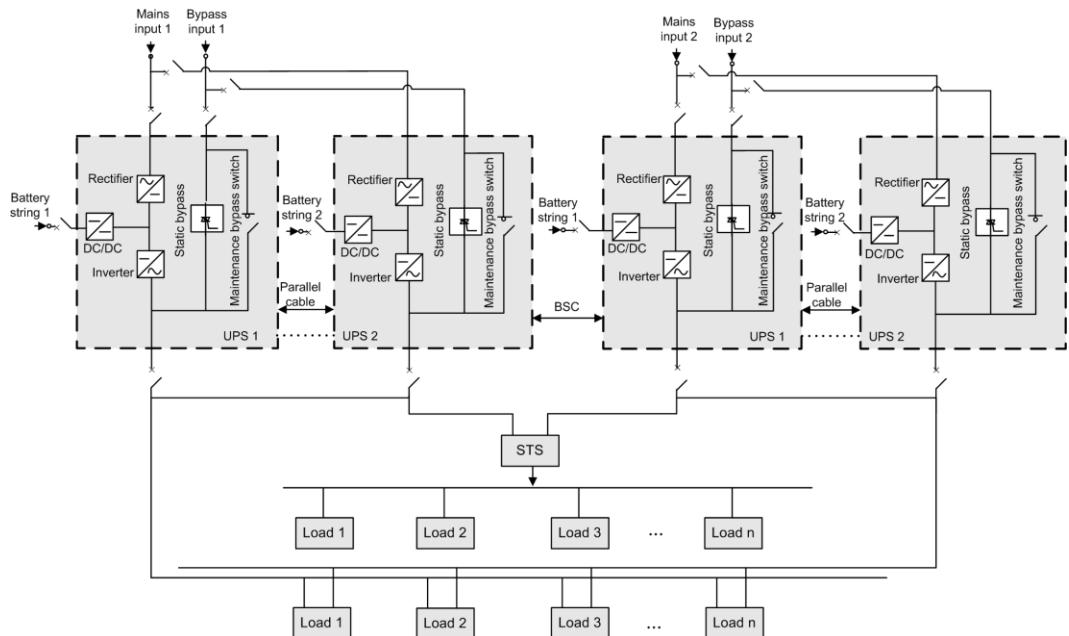 Mains input 1
Bypass input 1
Mains input 2
Bypass input 2
Rectifier
Battery string 1
DC/DC
Inverter
Static bypass
Maintenance bypass switch
UPS 1
Parallel cable
Rectifier
Battery string 2
DC/DC
Inverter
Static bypass
Maintenance bypass switch
UPS 2
BSC
Rectifier
Battery string 1
DC/DC
Inverter
Static bypass
Maintenance bypass switch
UPS 1
Parallel cable
Rectifier
Battery string 2
DC/DC
Inverter
Static bypass
Maintenance bypass switch
UPS 2
STS
Load 1
Load 2
Load 3
...
Load n
Load 1
Load 2
Load 3
...
Load n